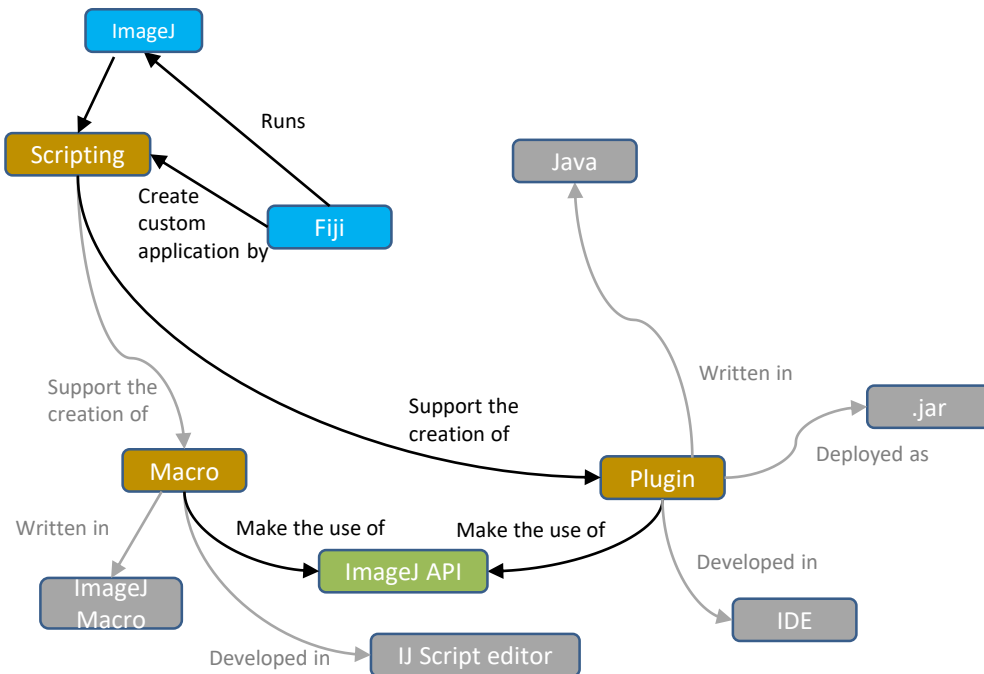 ImageJ
Runs
Scripting
Java
Create
custom
application by
Fiji
Written in
Support the
creation of
Support the
creation of
.jar
Deployed as
Macro
Plugin
Written in
Make the use of
Make the use of
ImageJ API
Developed in
ImageJ
Macro
IDE
Developed in
IJ Script editor